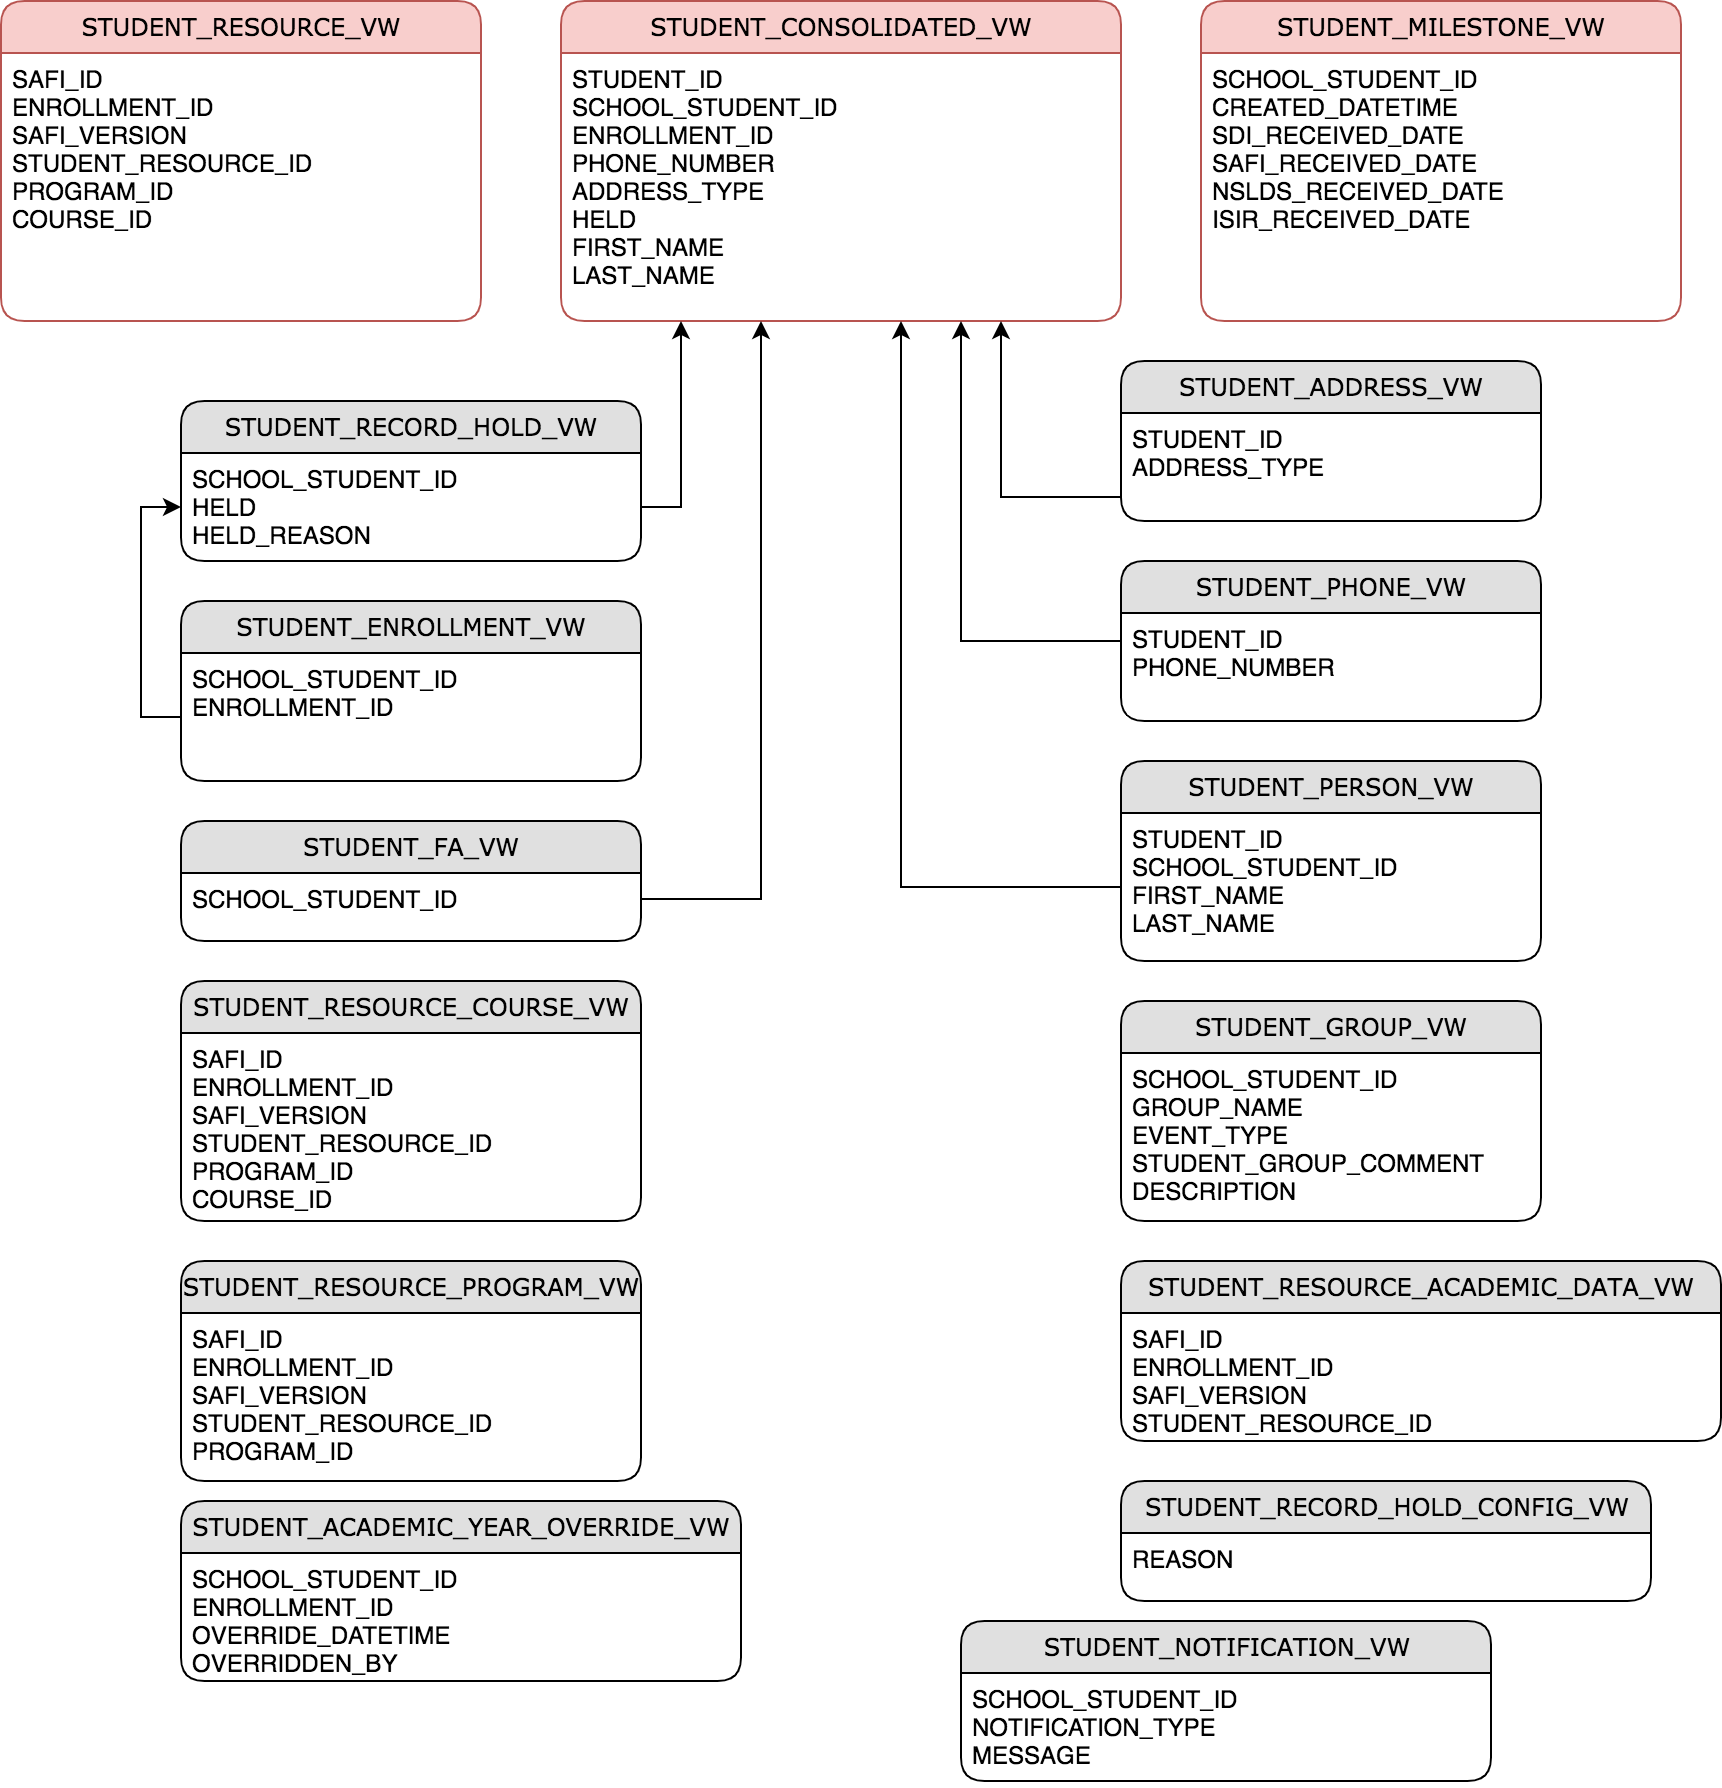 STUDENT_RESOURCE_VW
SAFI_ID
ENROLLMENT_ID
SAFI_VERSION
STUDENT_RESOURCE_ID
PROGRAM_ID
COURSE_ID
STUDENT_CONSOLIDATED_VW
STUDENT_ID
SCHOOL_STUDENT_ID
ENROLLMENT_ID
PHONE_NUMBER
ADDRESS_TYPE
HELD
FIRST_NAME
LAST_NAME
STUDENT_MILESTONE_VW
SCHOOL_STUDENT_ID
CREATED_DATETIME
SDI_RECEIVED_DATE
SAFI_RECEIVED_DATE
NSLDS_RECEIVED_DATE
ISIR_RECEIVED_DATE
STUDENT_RECORD_HOLD_VW
SCHOOL_STUDENT_ID
HELD
HELD_REASON
STUDENT_ENROLLMENT_VW
SCHOOL_STUDENT_ID
ENROLLMENT_ID
STUDENT_FA_VW
SCHOOL_STUDENT_ID
STUDENT_RESOURCE_COURSE_VW
SAFI_ID
ENROLLMENT_ID
SAFI_VERSION
STUDENT_RESOURCE_ID
PROGRAM_ID
COURSE_ID
STUDENT_RESOURCE_PROGRAM_VW
SAFI_ID
ENROLLMENT_ID
SAFI_VERSION
STUDENT_RESOURCE_ID
PROGRAM_ID
STUDENT_ACADEMIC_YEAR_OVERRIDE_VW
SCHOOL_STUDENT_ID
ENROLLMENT_ID
OVERRIDE_DATETIME
OVERRIDDEN_BY
STUDENT_ADDRESS_VW
STUDENT_ID
ADDRESS_TYPE
STUDENT_PHONE_VW
STUDENT_ID
PHONE_NUMBER
STUDENT_PERSON_VW
STUDENT_ID
SCHOOL_STUDENT_ID
FIRST_NAME
LAST_NAME
STUDENT_GROUP_VW
SCHOOL_STUDENT_ID
GROUP_NAME
EVENT_TYPE
STUDENT_GROUP_COMMENT
DESCRIPTION
STUDENT_RESOURCE_ACADEMIC_DATA_VW
SAFI_ID
ENROLLMENT_ID
SAFI_VERSION
STUDENT_RESOURCE_ID
STUDENT_RECORD_HOLD_CONFIG_VW
REASON
STUDENT_NOTIFICATION_VW
SCHOOL_STUDENT_ID
NOTIFICATION_TYPE
MESSAGE